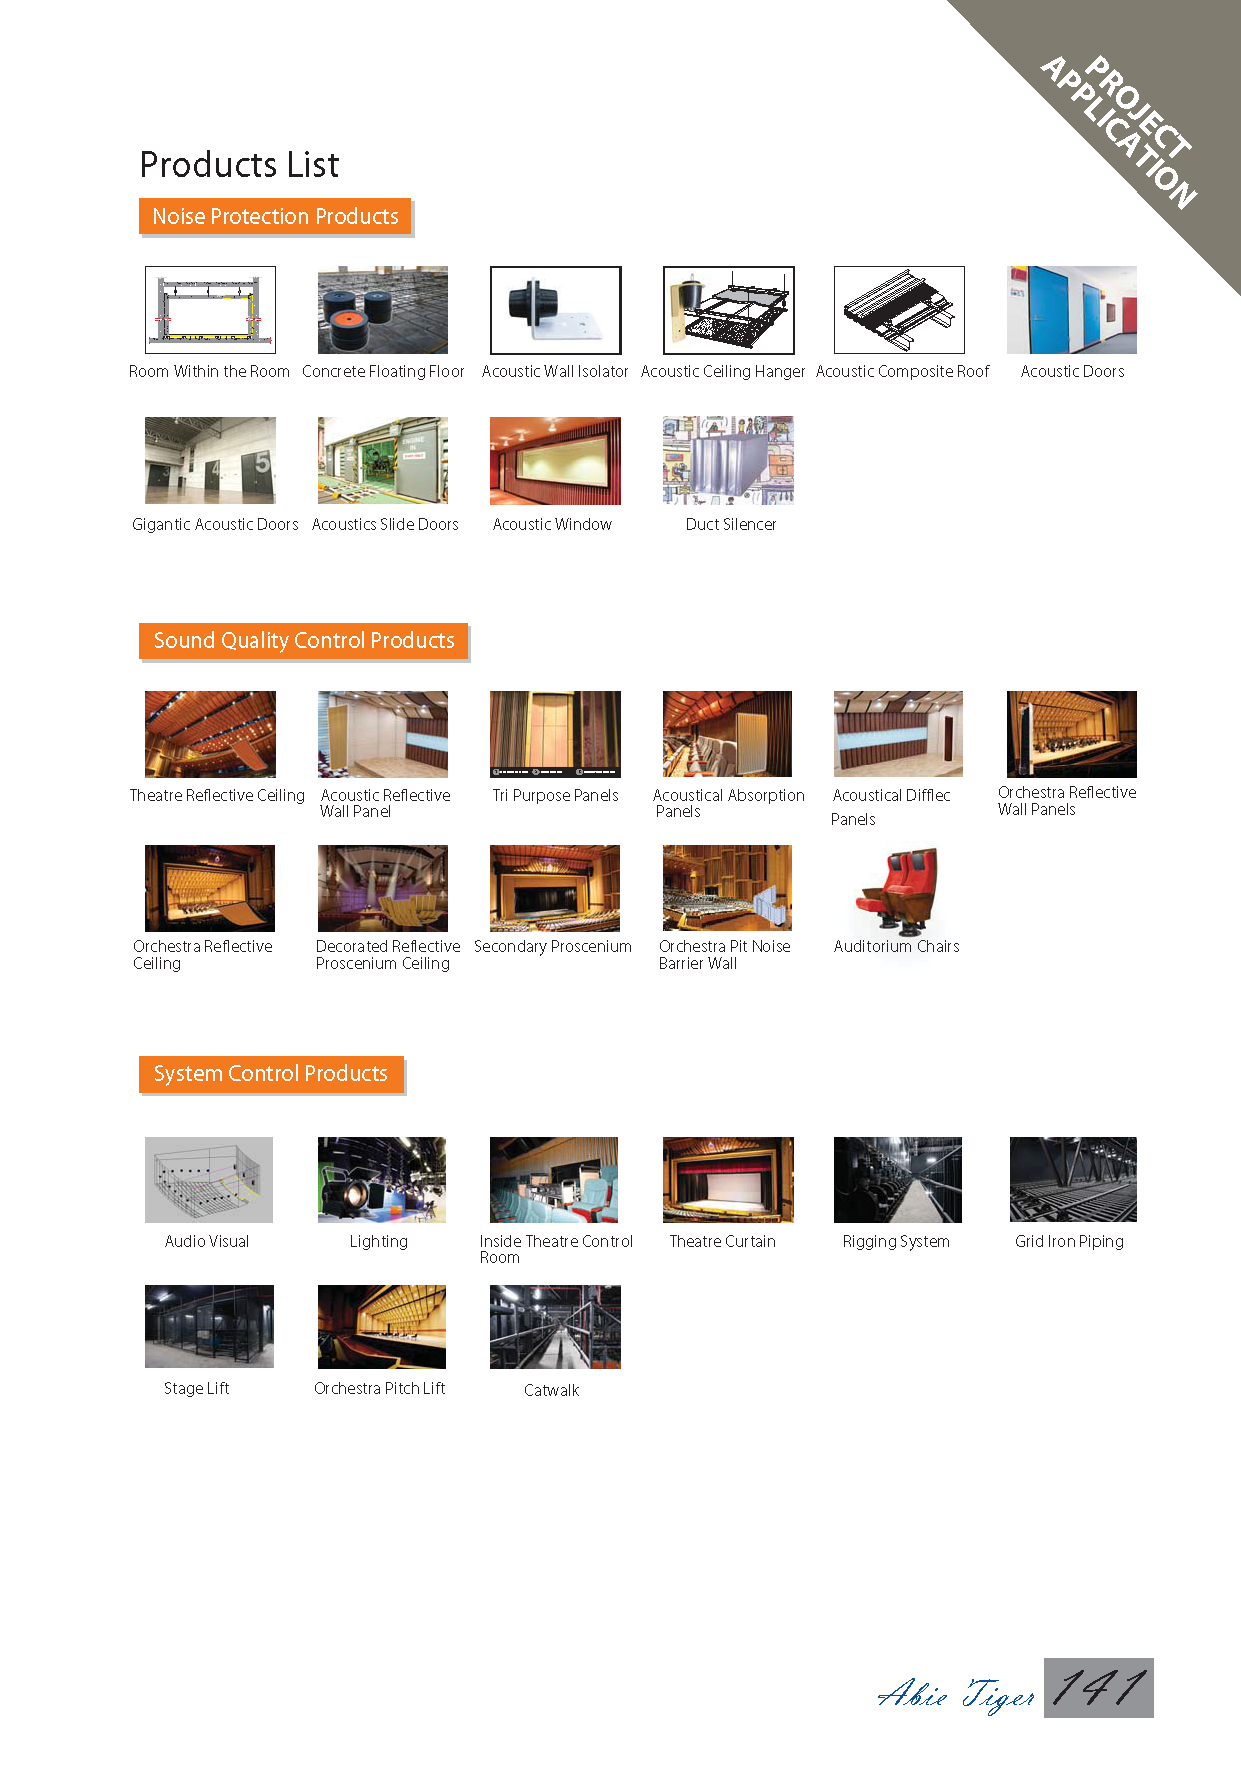 PROJECT
APPLICATION
Products List
Noise Protection Products
Room Within the Room
Concrete Floating Floor
Acoustic Wall Isolator
Acoustic Ceiling Hanger
Acoustic Composite Roof
Acoustic Doors
3
4
5
ENGINE
IN
Gigantic Acoustic Doors
Acoustics Slide Doors
Acoustic Window
Duct Silencer
Sound Quality Control Products
Theatre Reflective Ceiling
Acoustic Reflective
Wall Panel
Tri Purpose Panels
Acoustical Absorption
Panels
Acoustical Difflec
Panels
Orchestra Reflective
Wall Panels
Orchestra Reflective
Ceiling
Decorated Reflective
Proscenium Ceiling
Secondary Proscenium
Orchestra Pit Noise
Barrier Wall
Auditorium Chairs
System Control Products
Audio Visual
Lighting
Inside Theatre Control
Room
Theatre Curtain
Rigging System
Grid Iron Piping
Stage Lift
Orchestra Pitch Lift
Catwalk
Abie Tiger 141